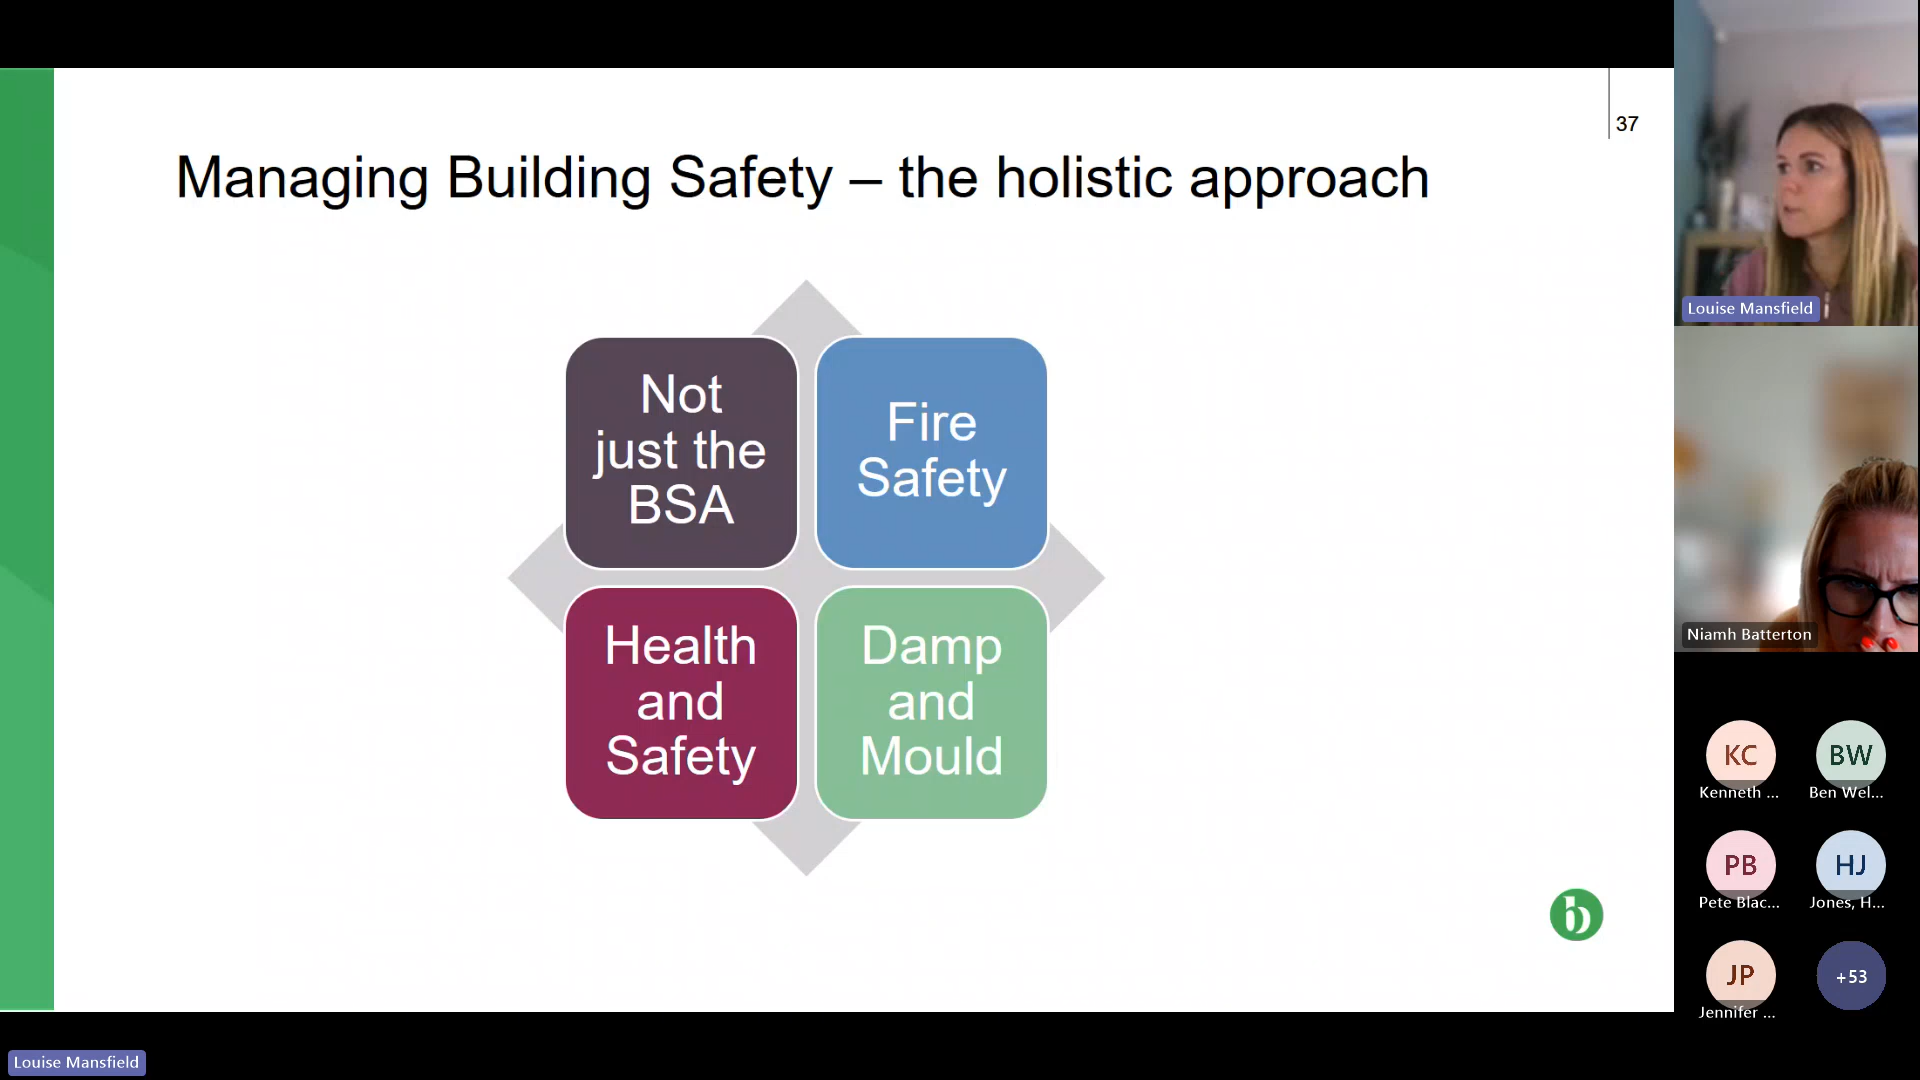 37
Managing Building Safety – the holistic approach
Not
just the
BSA
Fire
Safety
Health
and
Safety
Damp
and
Mould
b
Louise Mansfield
Niamh Batterton
KC
Kenneth ...
BW
Ben Wel...
PB
Pete Blac...
HJ
Jones, H...
JP
Jennifer ...
+53
Louise Mansfield